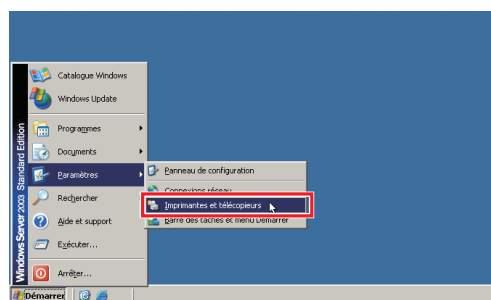 Catalogue Windows
Windows Update
Programmes
Documents
Paramètres
Panneau de configuration
Connexions réseau
Imprimantes et télécopieurs
Barre des tâches et menu Démarrer
Rechercher
Aide et support
Exécuter...
Arrêter...
Windows Server 2003 Standard Edition
Démarrer